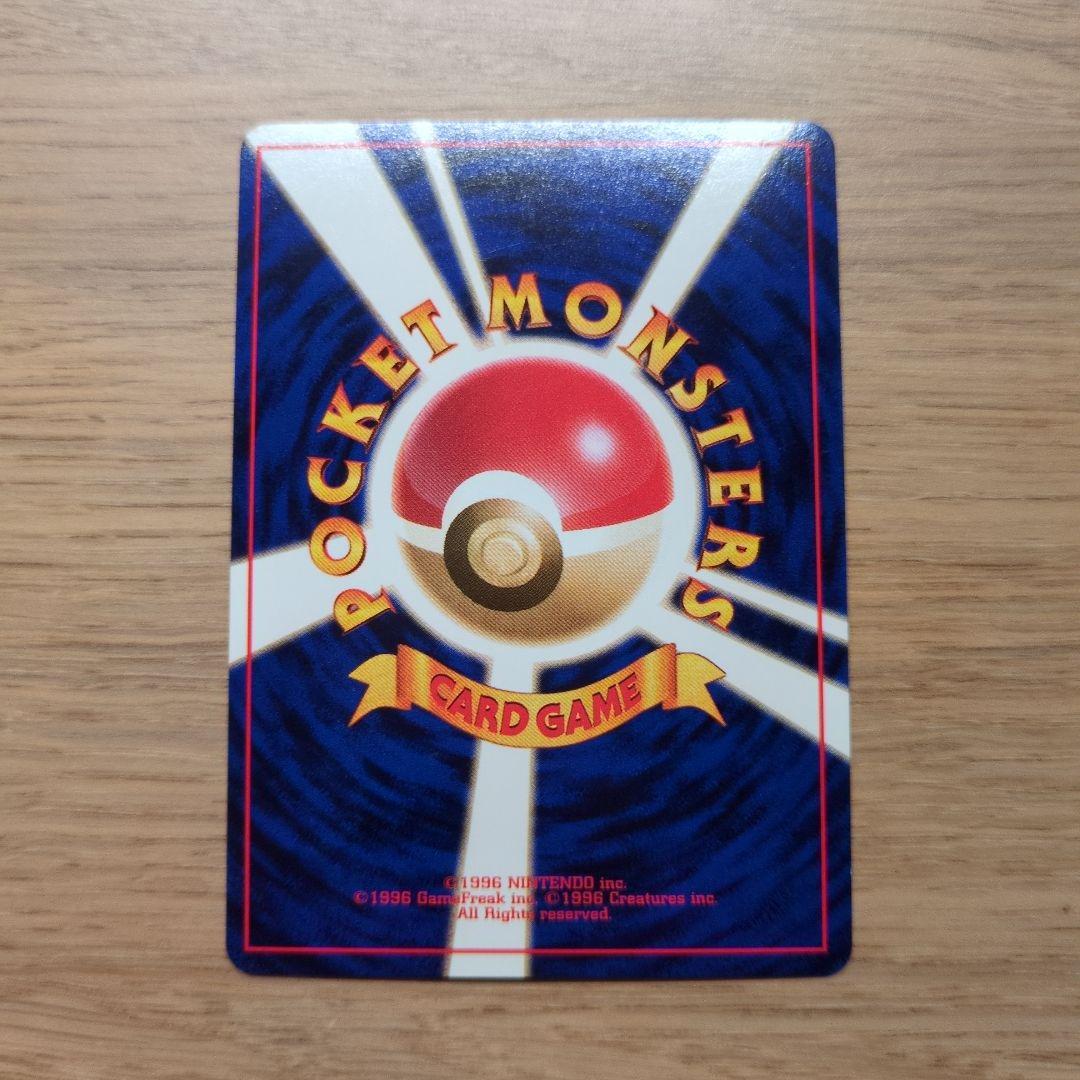 POCKET MONSTERS
CARD GAME
©1996 NINTENDO inc.
©1996 GameFreak inc. ©1996 Creatures inc.
All Rights reserved.